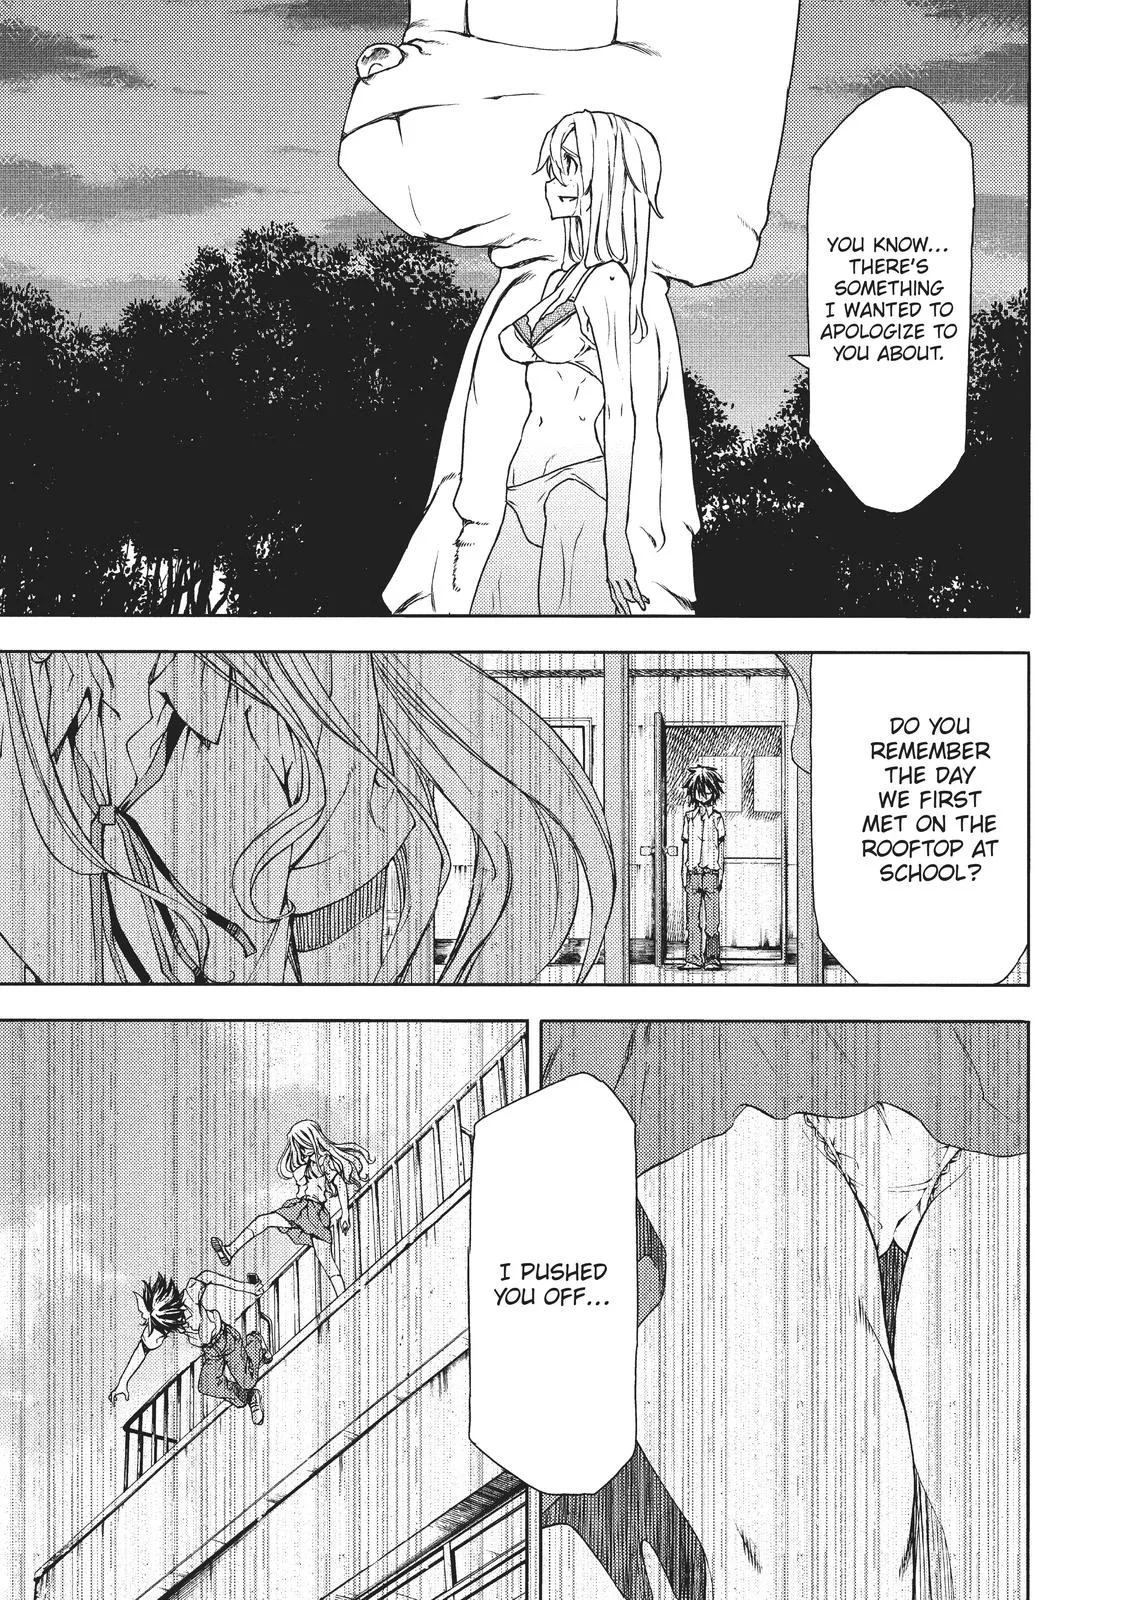 YOU KNOW...
THERE'S
SOMETHING
I WANTED TO
APOLOGIZE TO
YOU ABOUT.
DO YOU
REMEMBER
THE DAY
WE FIRST
MET ON THE
ROOFTOP AT
SCHOOL?
I PUSHED
YOU OFF...